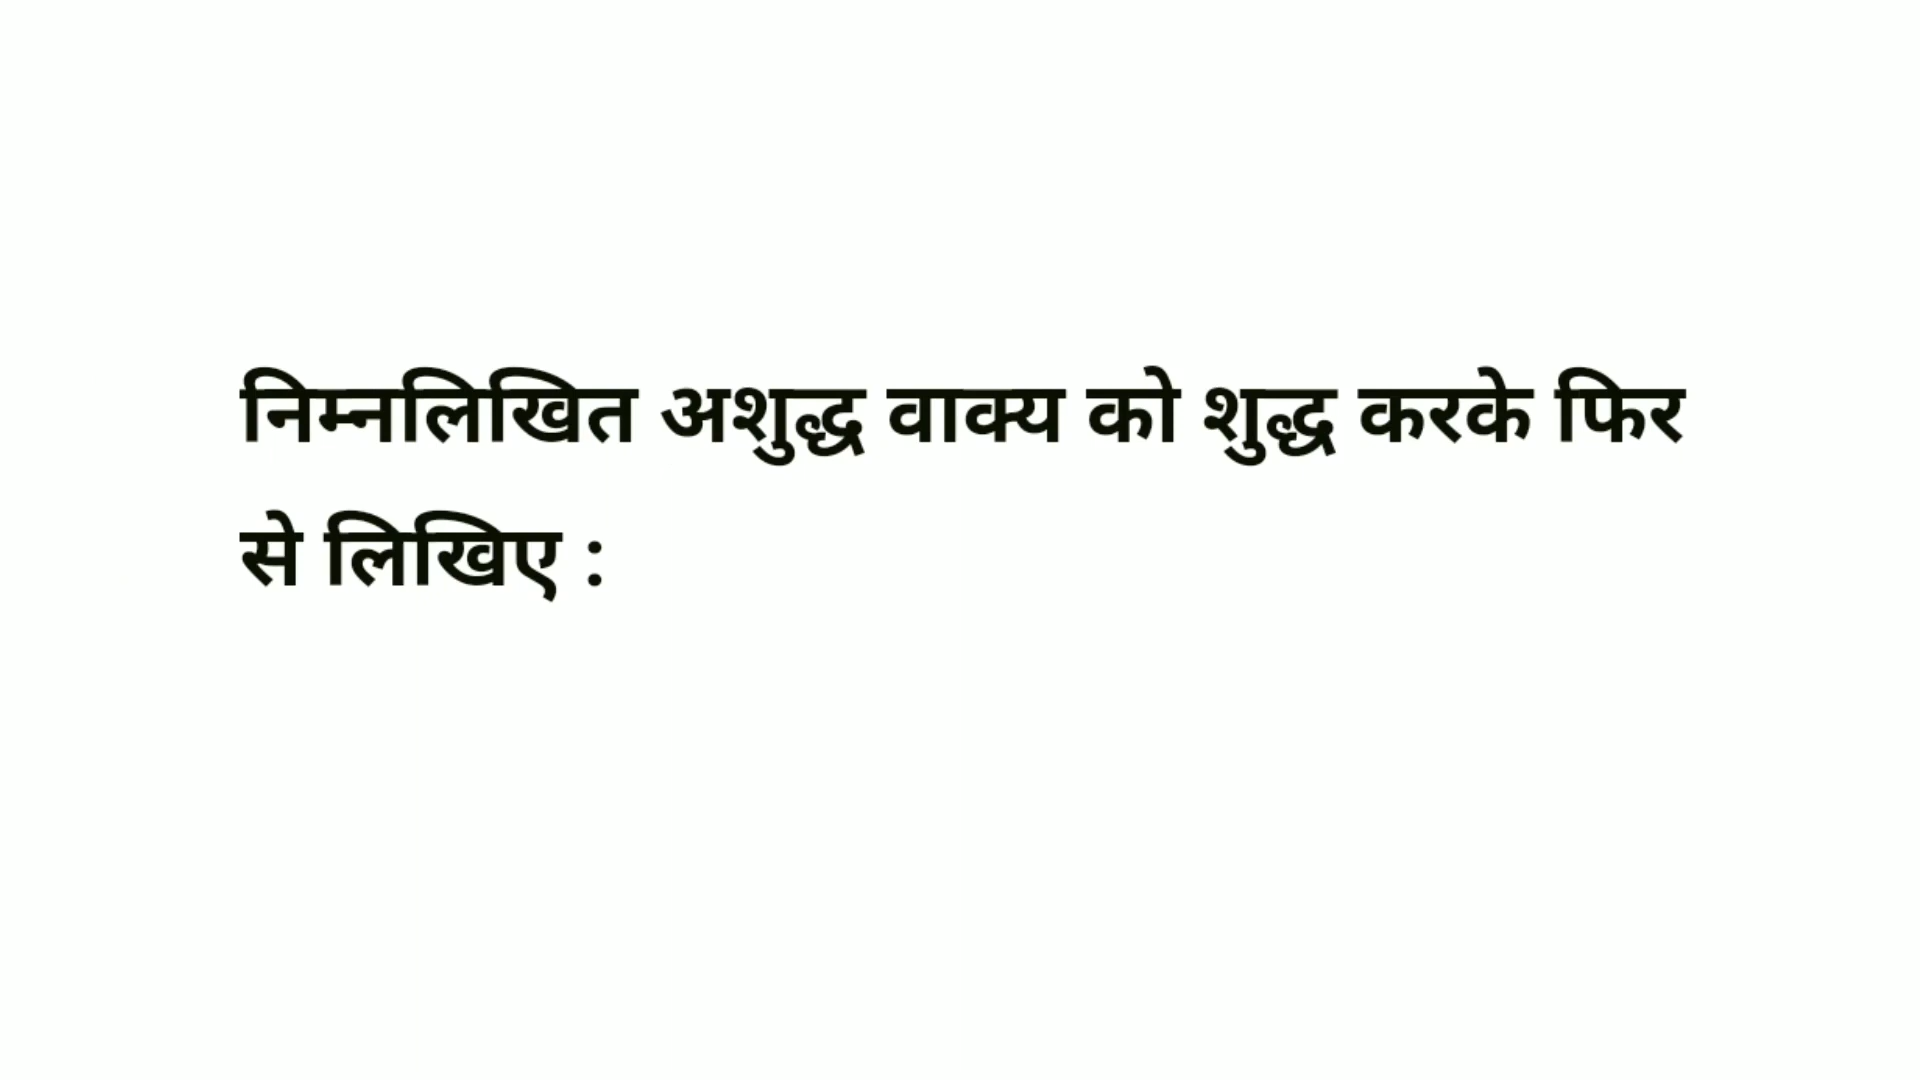 निम्नलिखित अशुद्ध वाक्य को शुद्ध करके फिर
से लिखिए :